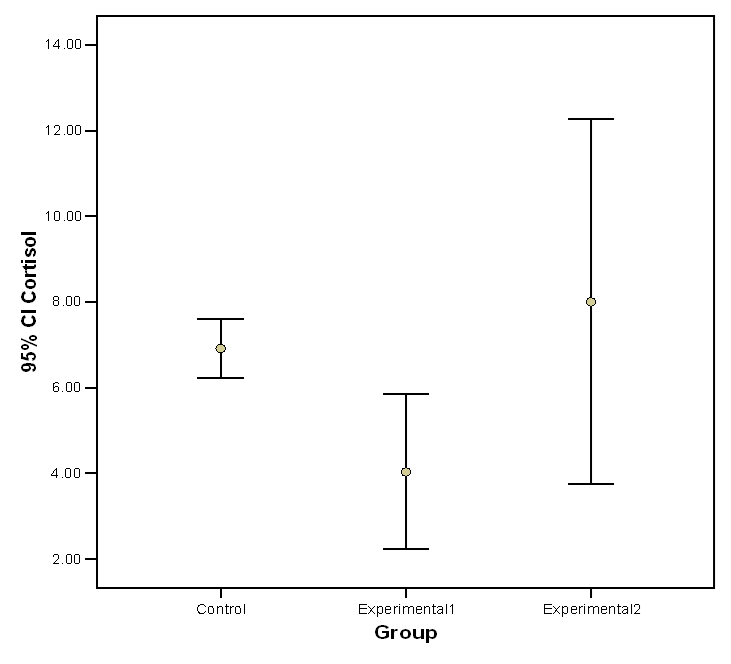 14.00
12.00
10.00
8.00
6.00
4.00
2.00
95% CI Cortisol
Control Experimental1 Experimental2
Group